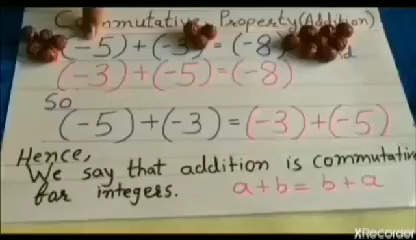 Commutative Property (Addition)
(-5)+(-3)=(-8)
(-3)+(-5)=(-8)
So
(-5)+(-3)=(-3)+(-5)
Hence,
We say that addition is commutative
for integers. a+b=b+a
XRecorder